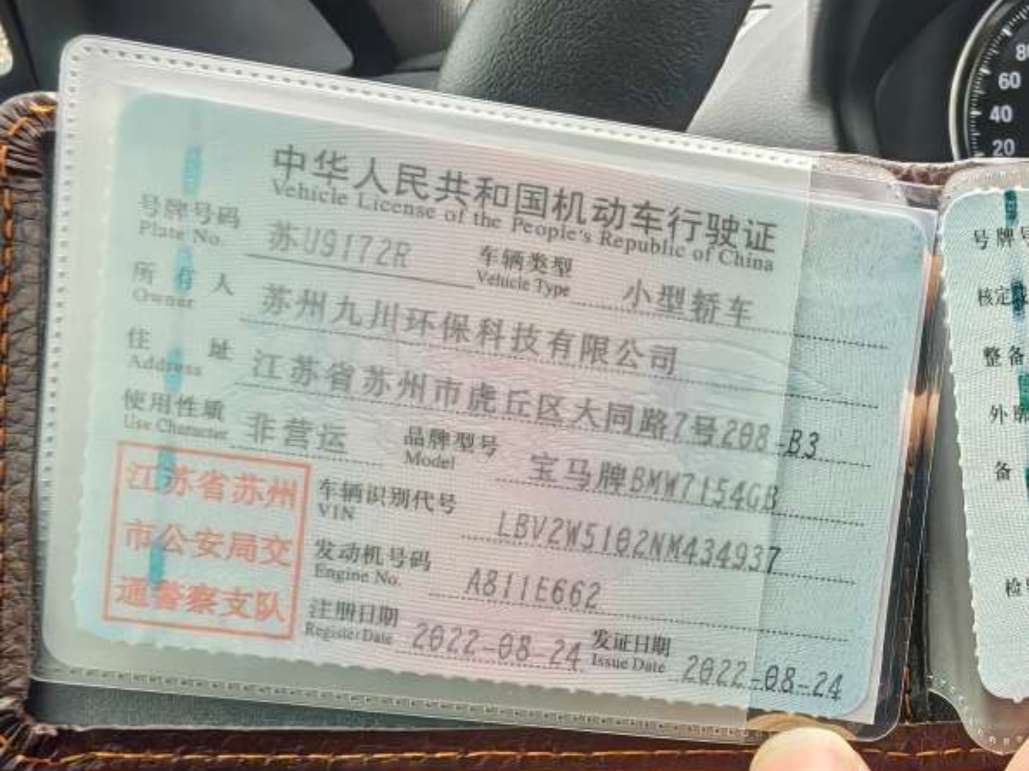 中华人民共和国机动车行驶证
Vehicle License of the People's Republic of China
号牌号码 苏U9172R 车辆类型 小型轿车
Plate No. Vehicle Type
所有人 苏州九川环保科技有限公司
Owner
住址 江苏省苏州市虎丘区大同路7号208-B3
Address
使用性质 非营运 品牌型号 宝马牌BMW7154GB
Use Character Model
车辆识别代号 LBV2W5102NM434937
VIN
发动机号码 A811E662
Engine No.
注册日期 2022-08-24 发证日期 2022-08-24
Register Date Issue Date
江苏省苏州
市公安局交
通警察支队
号牌
核定
整备
外
备
检
80
60
40
20